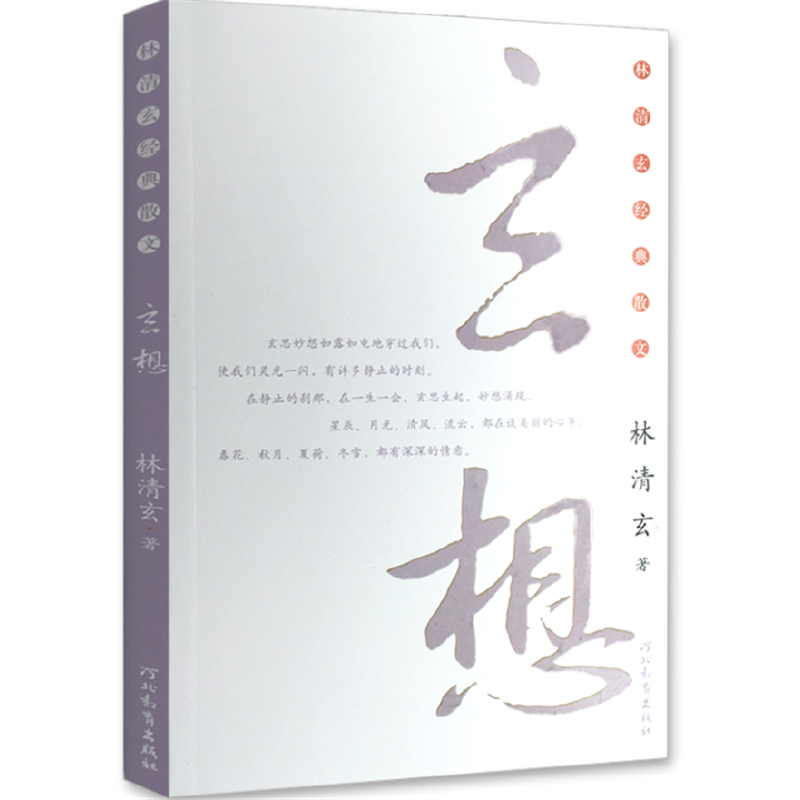 林清玄经典散文
玄想
林清玄·著
河北教育出版社
玄想
玄思妙想如露如电地穿过我们，
使我们灵光一闪，有许多静止的时刻。
在静止的刹那，在一生一会，玄思生起，妙想涌现，
星辰、月光、清风、流云，都在谈美丽的心事；
春花、秋月、夏荷、冬雪，都有深深的情意。
林清玄经典散文
林清玄 著
河北教育出版社